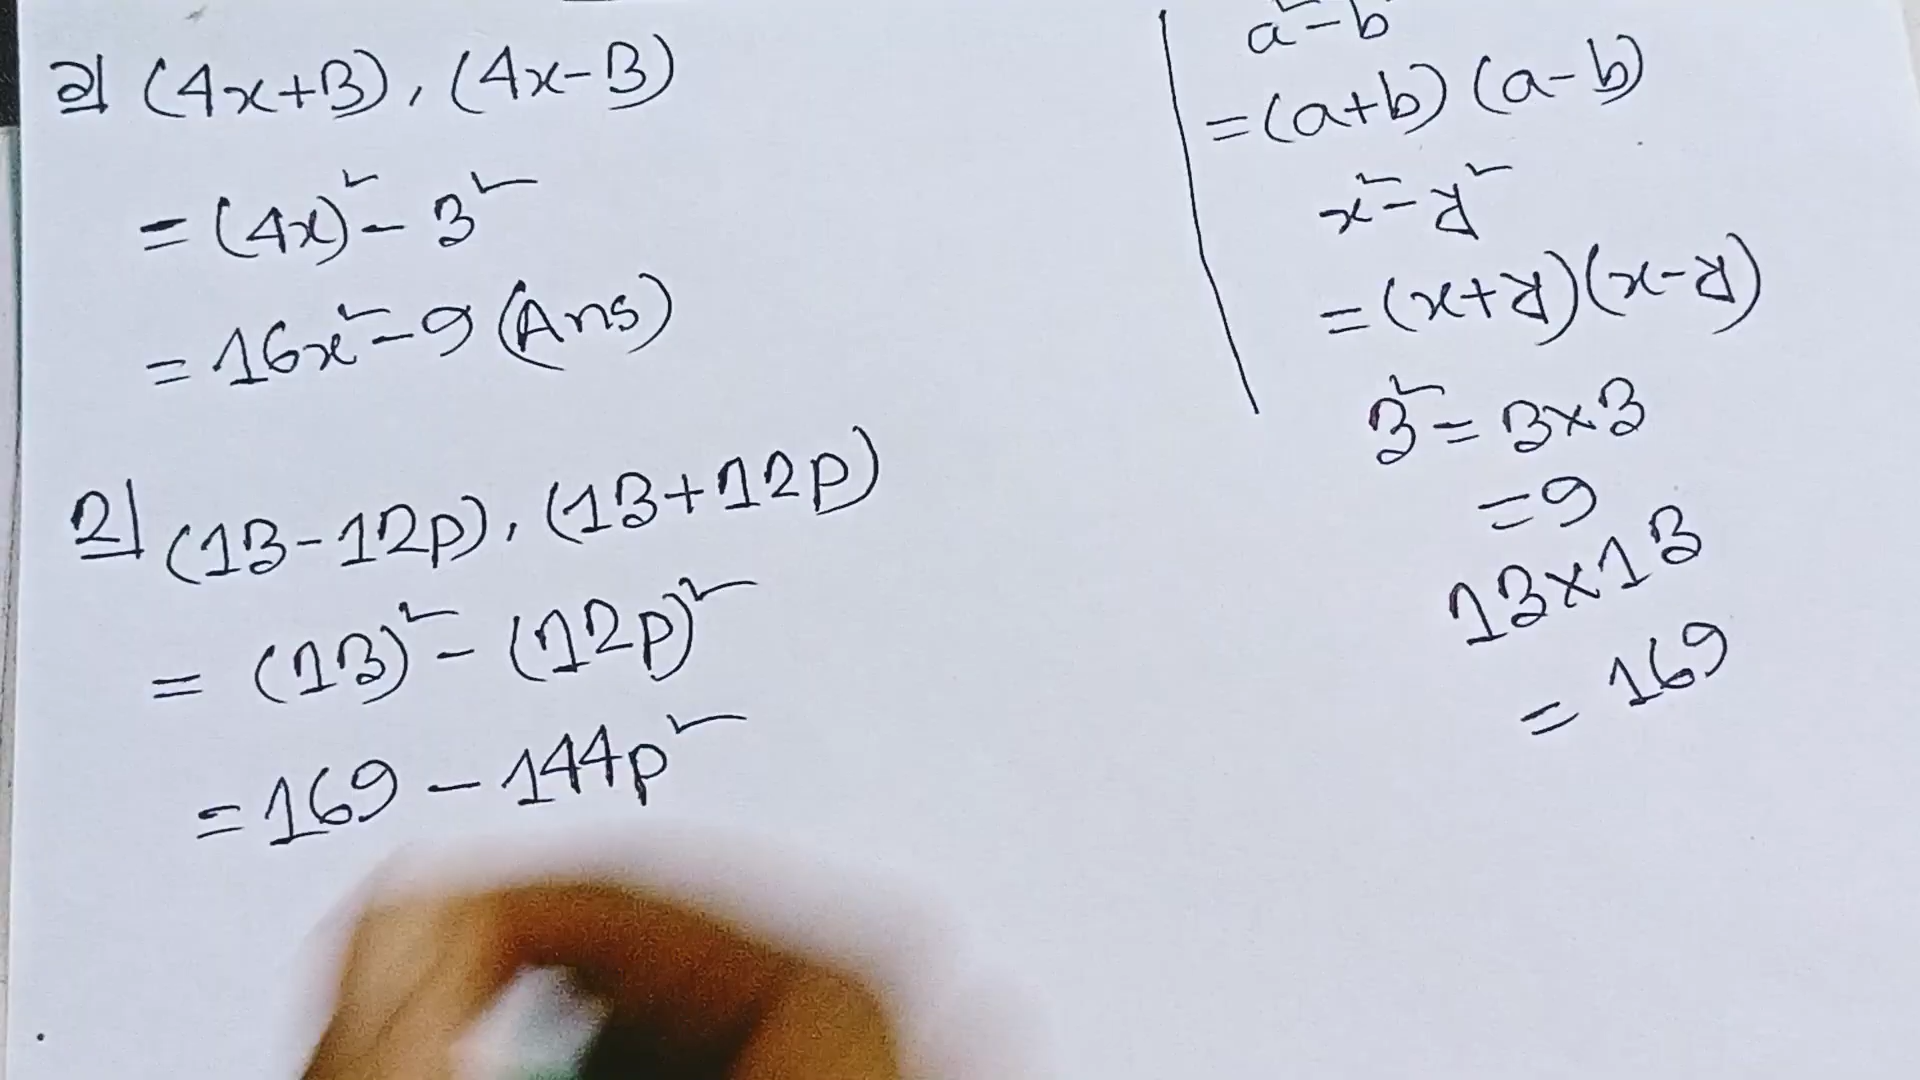 ১| (4x+3), (4x-3)
= (4x)² - 3²
= 16x² - 9 (Ans)
২| (13-12p), (13+12p)
= (13)² - (12p)²
= 169 - 144p²
a² - b
= (a+b) (a-b)
x² - y²
= (x+y)(x-y)
3² = 3×3
= 9
13×13
= 169